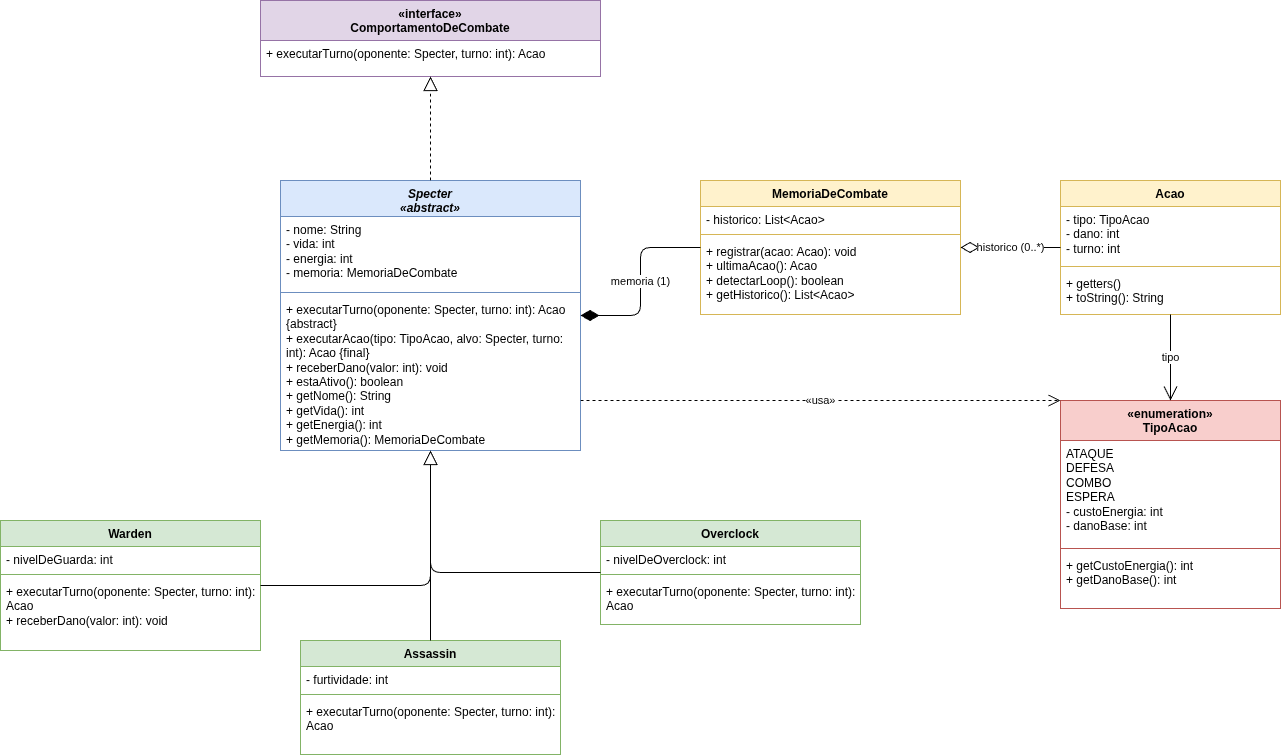 «interface»
ComportamentoDeCombate
+ executarTurno(oponente: Specter, turno: int): Acao
Specter
«abstract»
- nome: String
- vida: int
- energia: int
- memoria: MemoriaDeCombate
+ executarTurno(oponente: Specter, turno: int): Acao
{abstract}
+ executarAcao(tipo: TipoAcao, alvo: Specter, turno:
int): Acao {final}
+ receberDano(valor: int): void
+ estaAtivo(): boolean
+ getNome(): String
+ getVida(): int
+ getEnergia(): int
+ getMemoria(): MemoriaDeCombate
memoria (1)
MemoriaDeCombate
- historico: List<Acao>
+ registrar(acao: Acao): void
+ ultimaAcao(): Acao
+ detectarLoop(): boolean
+ getHistorico(): List<Acao>
historico (0..*)
Acao
- tipo: TipoAcao
- dano: int
- turno: int
+ getters()
+ toString(): String
tipo
«usa»
«enumeration»
TipoAcao
ATAQUE
DEFESA
COMBO
ESPERA
- custoEnergia: int
- danoBase: int
+ getCustoEnergia(): int
+ getDanoBase(): int
Warden
- nivelDeGuarda: int
+ executarTurno(oponente: Specter, turno: int):
Acao
+ receberDano(valor: int): void
Overclock
- nivelDeOverclock: int
+ executarTurno(oponente: Specter, turno: int):
Acao
Assassin
- furtividade: int
+ executarTurno(oponente: Specter, turno: int):
Acao